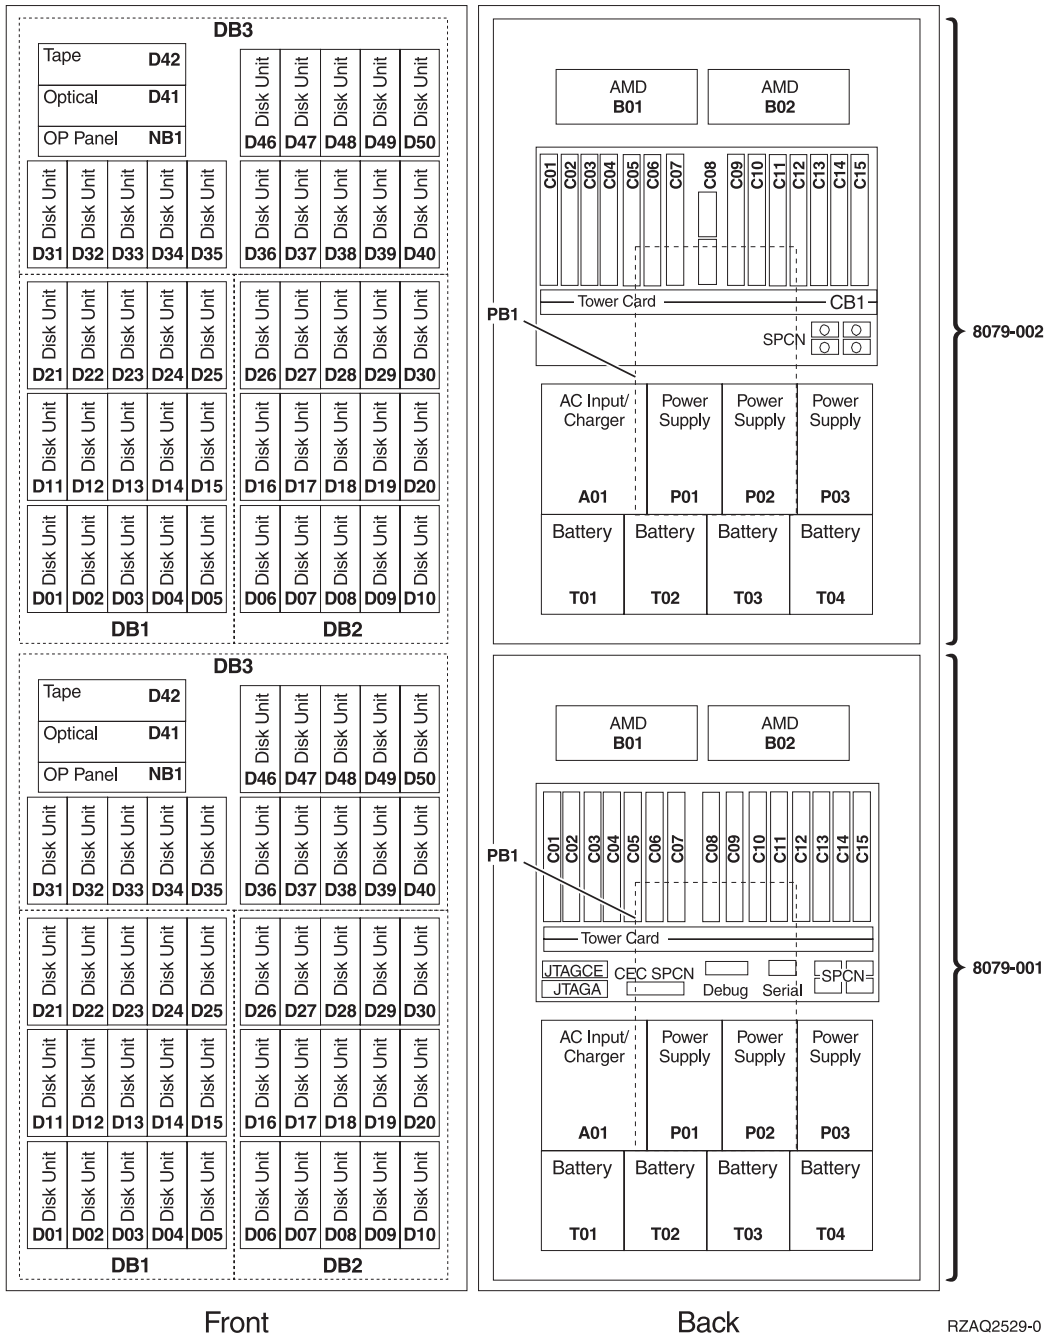 DB3
Tape D42
Optical D41
OP Panel NB1
Disk Unit Disk Unit Disk Unit Disk Unit Disk Unit
D46 D47 D48 D49 D50
Disk Unit Disk Unit Disk Unit Disk Unit Disk Unit Disk Unit Disk Unit Disk Unit Disk Unit Disk Unit
D31 D32 D33 D34 D35 D36 D37 D38 D39 D40
Disk Unit Disk Unit Disk Unit Disk Unit Disk Unit Disk Unit Disk Unit Disk Unit Disk Unit Disk Unit
D21 D22 D23 D24 D25 D26 D27 D28 D29 D30
Disk Unit Disk Unit Disk Unit Disk Unit Disk Unit Disk Unit Disk Unit Disk Unit Disk Unit Disk Unit
D11 D12 D13 D14 D15 D16 D17 D18 D19 D20
Disk Unit Disk Unit Disk Unit Disk Unit Disk Unit Disk Unit Disk Unit Disk Unit Disk Unit Disk Unit
D01 D02 D03 D04 D05 D06 D07 D08 D09 D10
DB1 DB2
DB3
Tape D42
Optical D41
OP Panel NB1
Disk Unit Disk Unit Disk Unit Disk Unit Disk Unit
D46 D47 D48 D49 D50
Disk Unit Disk Unit Disk Unit Disk Unit Disk Unit Disk Unit Disk Unit Disk Unit Disk Unit Disk Unit
D31 D32 D33 D34 D35 D36 D37 D38 D39 D40
Disk Unit Disk Unit Disk Unit Disk Unit Disk Unit Disk Unit Disk Unit Disk Unit Disk Unit Disk Unit
D21 D22 D23 D24 D25 D26 D27 D28 D29 D30
Disk Unit Disk Unit Disk Unit Disk Unit Disk Unit Disk Unit Disk Unit Disk Unit Disk Unit Disk Unit
D11 D12 D13 D14 D15 D16 D17 D18 D19 D20
Disk Unit Disk Unit Disk Unit Disk Unit Disk Unit Disk Unit Disk Unit Disk Unit Disk Unit Disk Unit
D01 D02 D03 D04 D05 D06 D07 D08 D09 D10
DB1 DB2
Front
AMD AMD
B01 B02
C01 C02 C03 C04 C05 C06 C07 C08 C09 C10 C11 C12 C13 C14 C15
Tower Card CB1
PB1
SPCN
8079-002
AC Input/ Power Power Power
Charger Supply Supply Supply
A01 P01 P02 P03
Battery Battery Battery Battery
T01 T02 T03 T04
AMD AMD
B01 B02
C01 C02 C03 C04 C05 C06 C07 C08 C09 C10 C11 C12 C13 C14 C15
PB1
Tower Card
JTAGCE CEC SPCN SPCN
JTAGA Debug Serial
8079-001
AC Input/ Power Power Power
Charger Supply Supply Supply
A01 P01 P02 P03
Battery Battery Battery Battery
T01 T02 T03 T04
Back
RZAQ2529-0